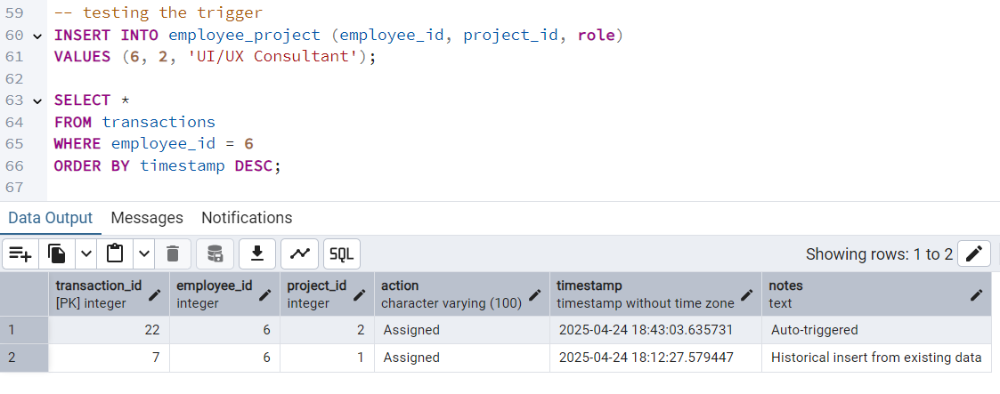 59 -- testing the trigger
60 INSERT INTO employee_project (employee_id, project_id, role)
61 VALUES (6, 2, 'UI/UX Consultant');
62
63 SELECT *
64 FROM transactions
65 WHERE employee_id = 6
66 ORDER BY timestamp DESC;
67
Data Output Messages Notifications
SQL Showing rows: 1 to 2
transaction_id employee_id project_id action timestamp notes
[PK] integer integer integer character varying (100) timestamp without time zone text
1 22 6 2 Assigned 2025-04-24 18:43:03.635731 Auto-triggered
2 7 6 1 Assigned 2025-04-24 18:12:27.579447 Historical insert from existing data